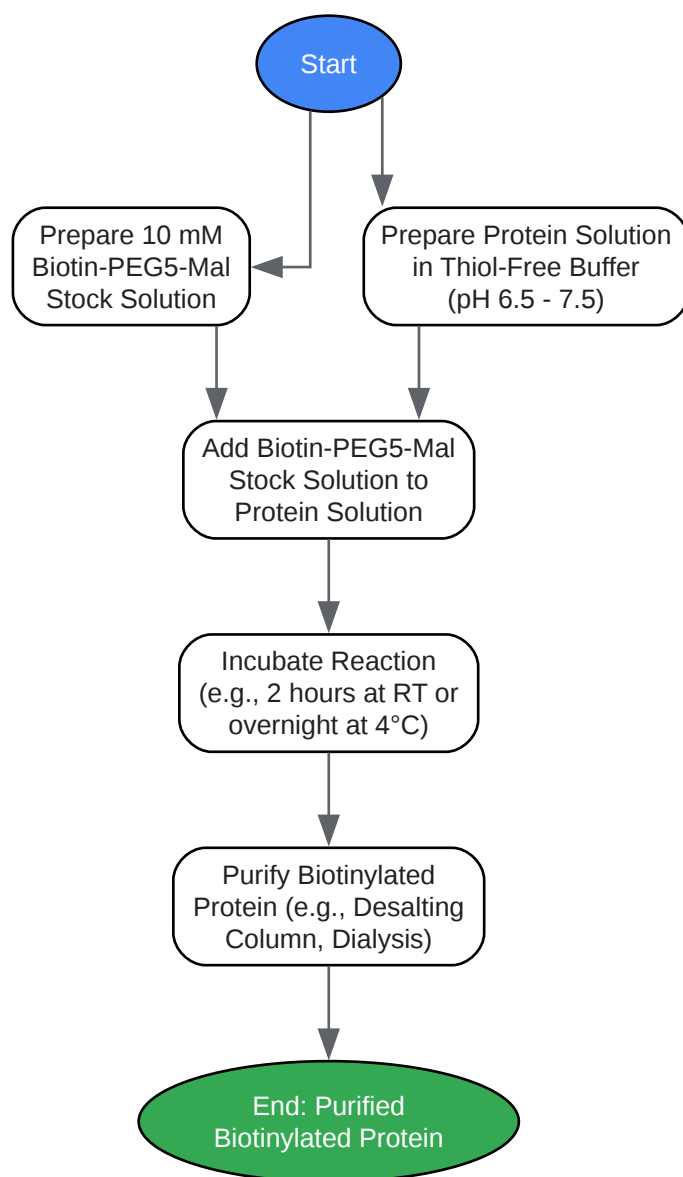 Start
Prepare 10 mM
Biotin-PEG5-Mal
Stock Solution
Prepare Protein Solution
in Thiol-Free Buffer
(pH 6.5 - 7.5)
Add Biotin-PEG5-Mal
Stock Solution to
Protein Solution
Incubate Reaction
(e.g., 2 hours at RT or
overnight at 4°C)
Purify Biotinylated
Protein (e.g., Desalting
Column, Dialysis)
End: Purified
Biotinylated Protein